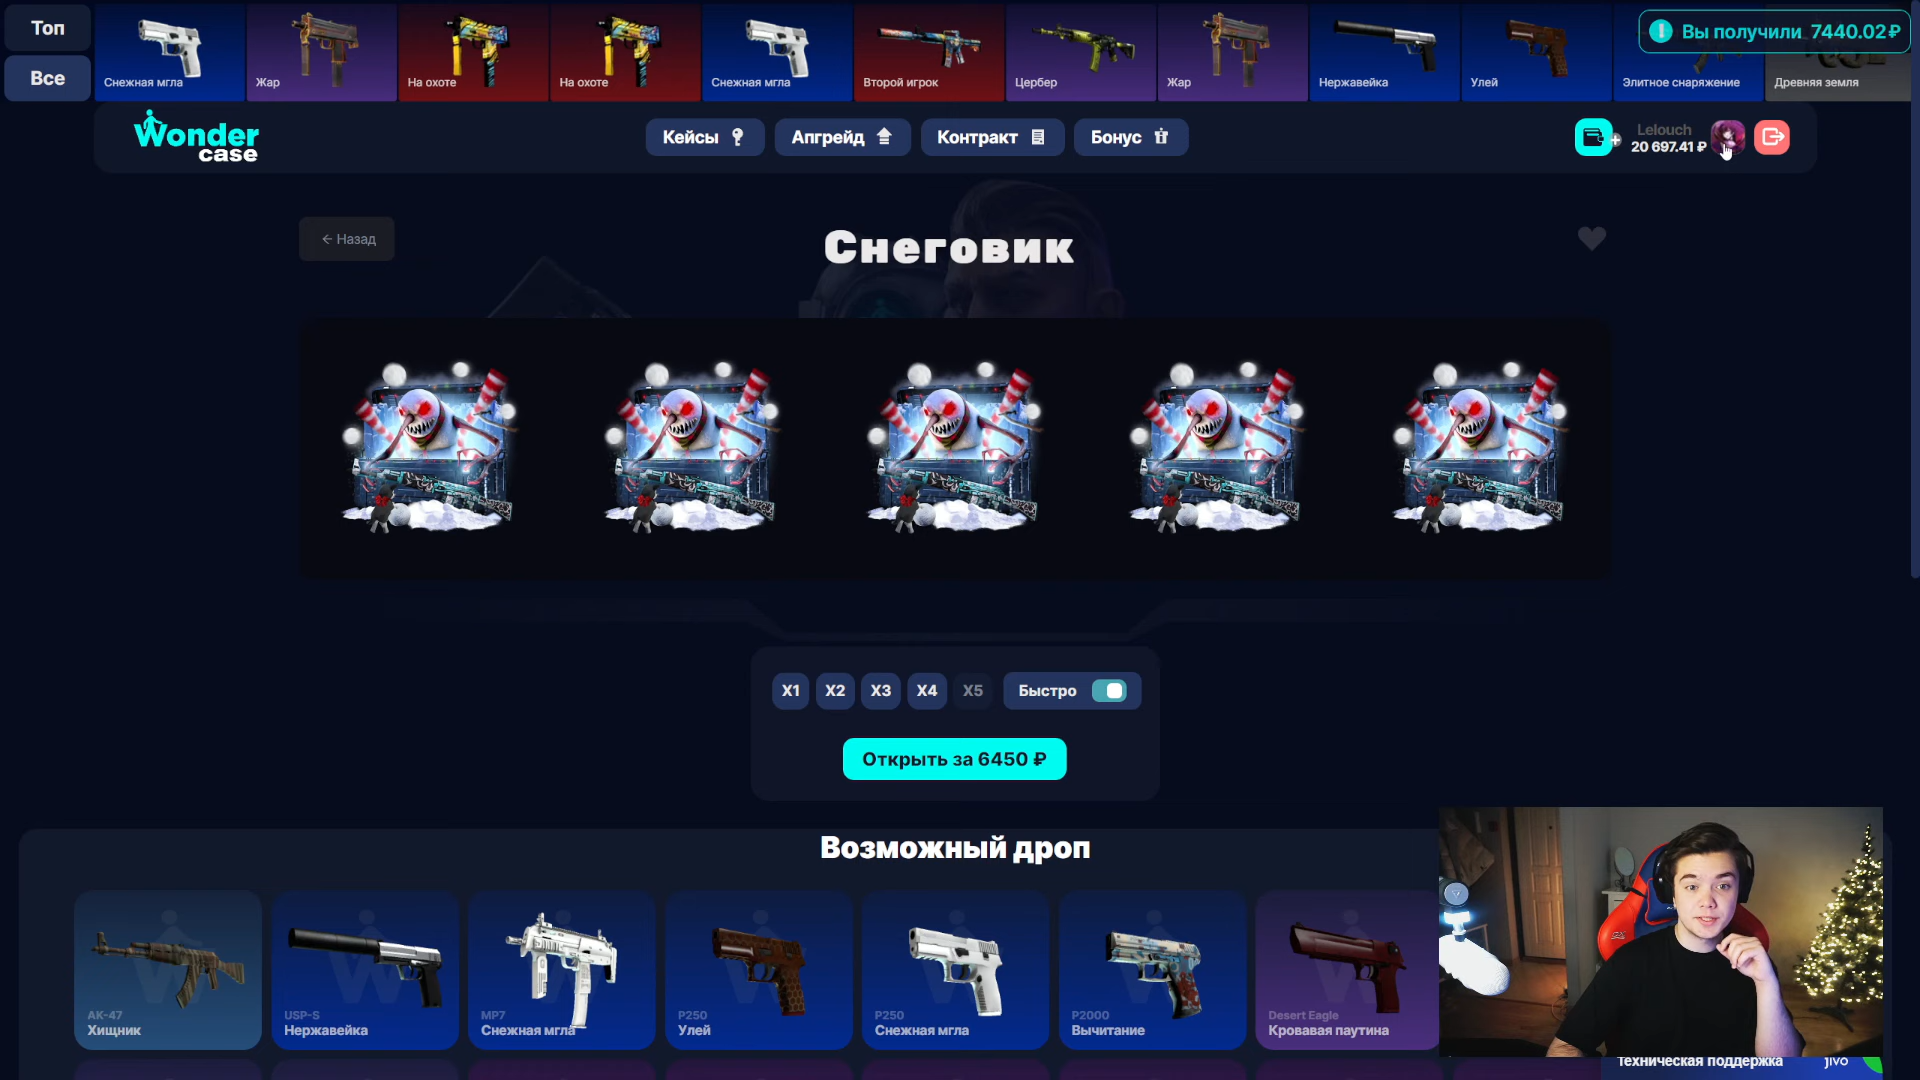 Топ
Все
Снежная мгла
Жар
На охоте
На охоте
Снежная мгла
Второй игрок
Цербер
Жар
Нержавейка
Улей
Элитное снаряжение
Древняя земля
Вы получили 7440.02₽
Wonder
case
Кейсы
Апгрейд
Контракт
Бонус
Lelouch
20 697.41 ₽
← Назад
Снеговик
X1
X2
X3
X4
X5
Быстро
Открыть за 6450 ₽
Возможный дроп
AK-47
Хищник
USP-S
Нержавейка
MP7
Снежная мгла
P250
Улей
P250
Снежная мгла
P2000
Вычитание
Desert Eagle
Кровавая паутина
Техническая поддержка
jivo